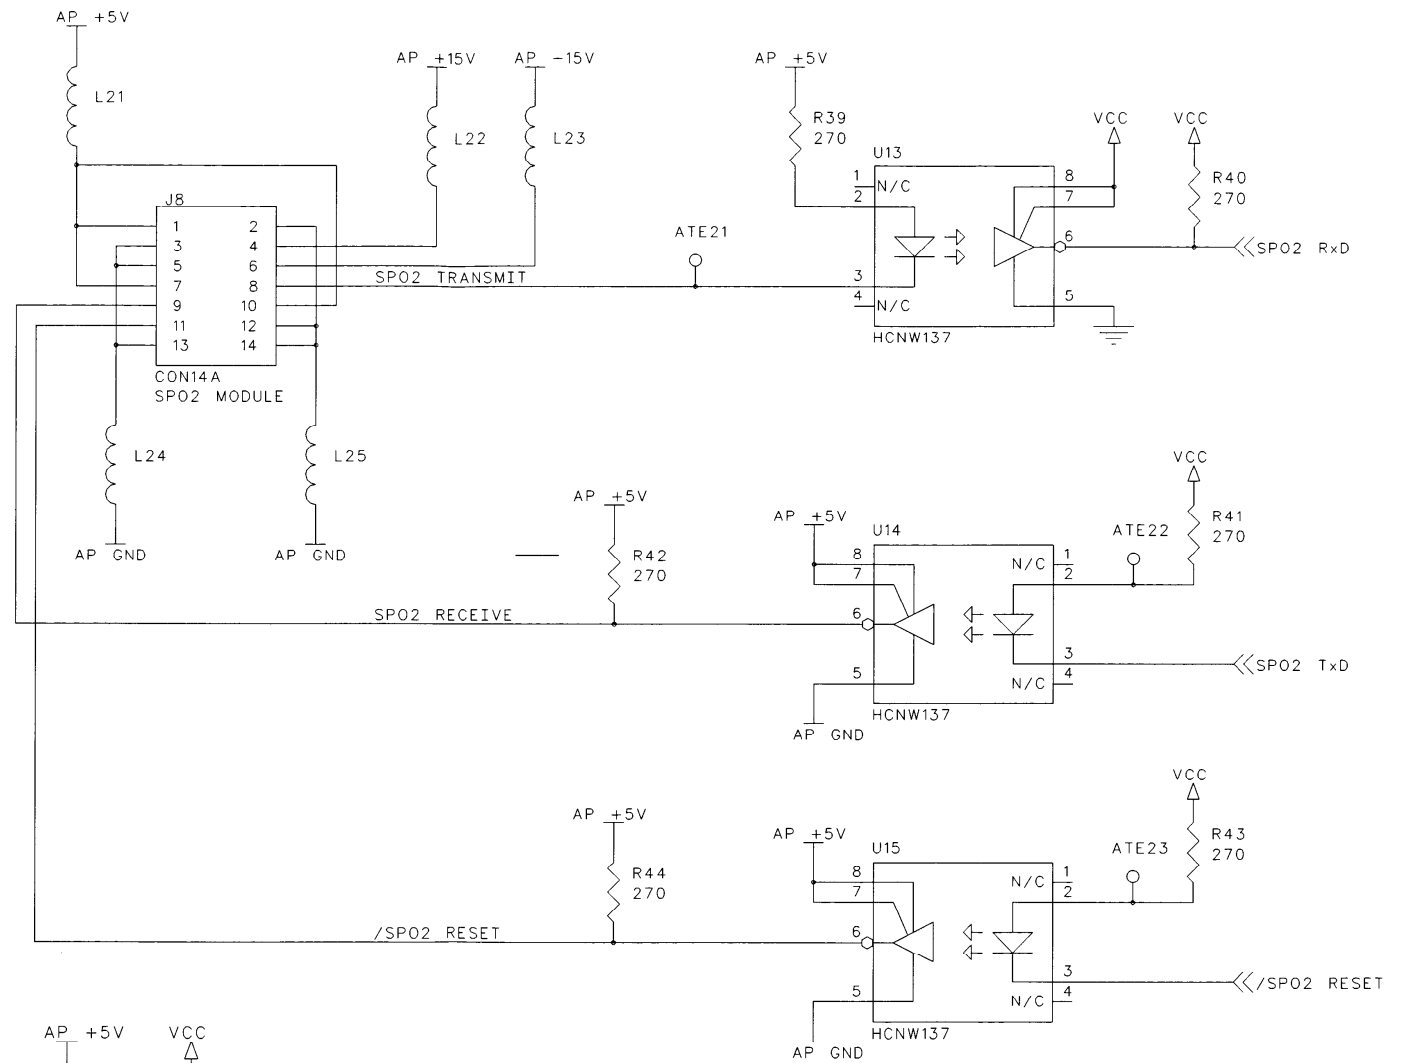 AP +5V
L21
AP +15V
AP -15V
L22
L23
AP +5V
R39
270
VCC
VCC
U13
R40
270
1 N/C
2
3
4 N/C
8
7
6
5
HCNW137
SPO2 RxD
ATE21
SPO2 TRANSMIT
J8
1 2
3 4
5 6
7 8
9 10
11 12
13 14
CON14A
SPO2 MODULE
L24
L25
AP GND
AP GND
AP +5V
R42
270
AP +5V
U14
VCC
R41
270
ATE22
8
7
6
5
N/C 1
2
3
N/C 4
SPO2 RECEIVE
SPO2 TxD
HCNW137
AP GND
AP +5V
R44
270
AP +5V
U15
VCC
R43
270
ATE23
8
7
6
5
N/C 1
2
3
N/C 4
/SPO2 RESET
/SPO2 RESET
HCNW137
AP GND
AP +5V
VCC